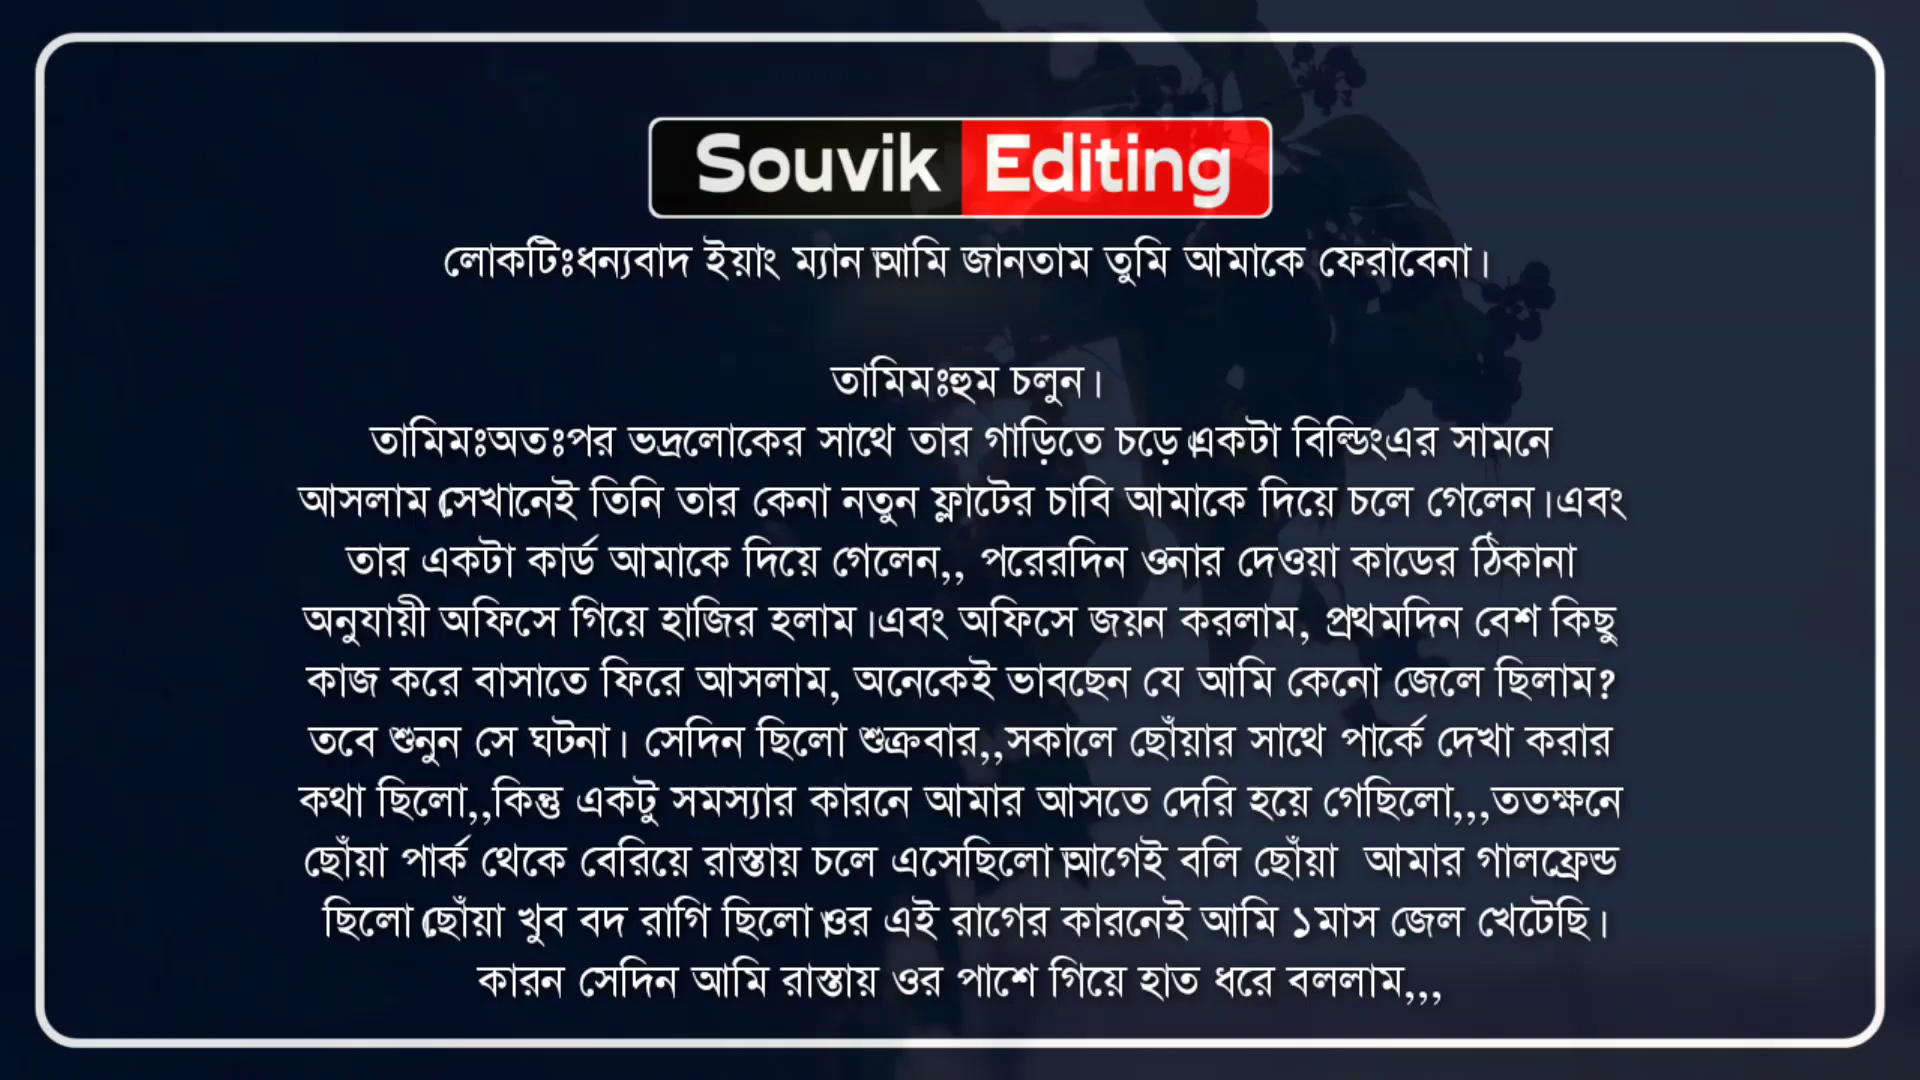 Souvik Editing
লোকটিঃধন্যবাদ ইয়াং ম্যান।আমি জানতাম তুমি আমাকে ফেরাবেনা।
তামিমঃহুম চলুন।
তামিমঃঅতঃপর ভদ্রলোকের সাথে তার গাড়িতে চড়ে।একটা বিল্ডিংএর সামনে
আসলাম।সেখানেই তিনি তার কেনা নতুন ফ্লাটের চাবি আমাকে দিয়ে চলে গেলেন।এবং
তার একটা কার্ড আমাকে দিয়ে গেলেন,, পরেরদিন ওনার দেওয়া কাডের ঠিকানা
অনুযায়ী অফিসে গিয়ে হাজির হলাম।এবং অফিসে জয়ন করলাম, প্রথমদিন বেশ কিছু
কাজ করে বাসাতে ফিরে আসলাম, অনেকেই ভাবছেন যে আমি কেনো জেলে ছিলাম?
তবে শুনুন সে ঘটনা। সেদিন ছিলো শুক্রবার,,সকালে ছোঁয়ার সাথে পার্কে দেখা করার
কথা ছিলো,,কিন্তু একটু সমস্যার কারনে আমার আসতে দেরি হয়ে গেছিলো,,,ততক্ষনে
ছোঁয়া পার্ক থেকে বেরিয়ে রাস্তায় চলে এসেছিলো।আগেই বলি ছোঁয়া আমার গালফ্রেন্ড
ছিলো।ছোঁয়া খুব বদ রাগি ছিলো।ওর এই রাগের কারনেই আমি ১মাস জেল খেটেছি।
কারন সেদিন আমি রাস্তায় ওর পাশে গিয়ে হাত ধরে বললাম,,,